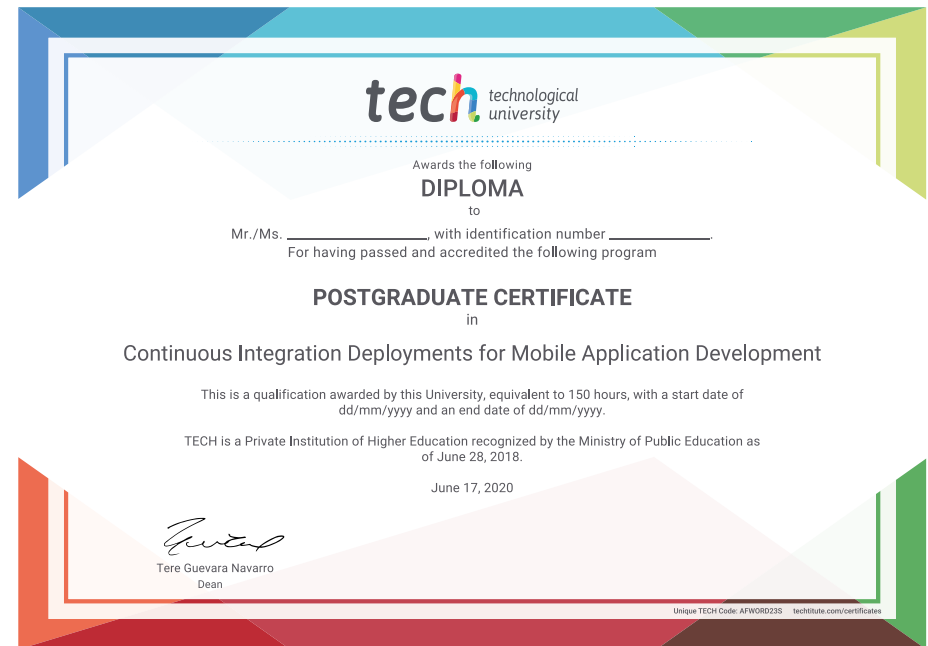 tech technological
university
Awards the following
DIPLOMA
to
Mr./Ms. ____________________, with identification number ______________.
For having passed and accredited the following program
POSTGRADUATE CERTIFICATE
in
Continuous Integration Deployments for Mobile Application Development
This is a qualification awarded by this University, equivalent to 150 hours, with a start date of
dd/mm/yyyy and an end date of dd/mm/yyyy.
TECH is a Private Institution of Higher Education recognized by the Ministry of Public Education as
of June 28, 2018.
June 17, 2020
Tere Guevara Navarro
Dean
Unique TECH Code: AFWORD23S techtitute.com/certificates